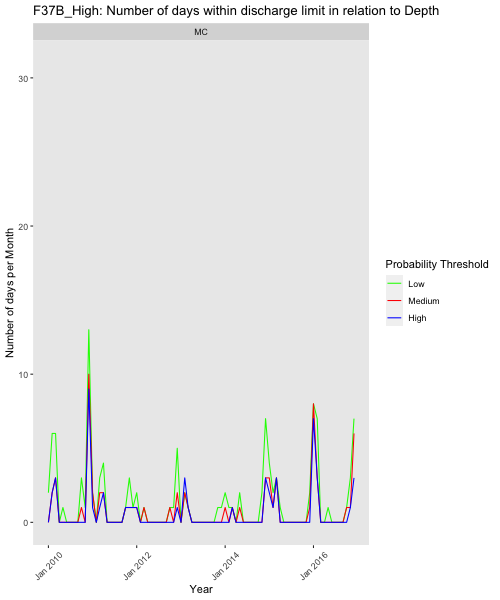 F37B_High: Number of days within discharge limit in relation to Depth
MC
Number of days per Month
30
20
10
0
Jan 2010
Jan 2012
Jan 2014
Jan 2016
Year
Probability Threshold
Low
Medium
High